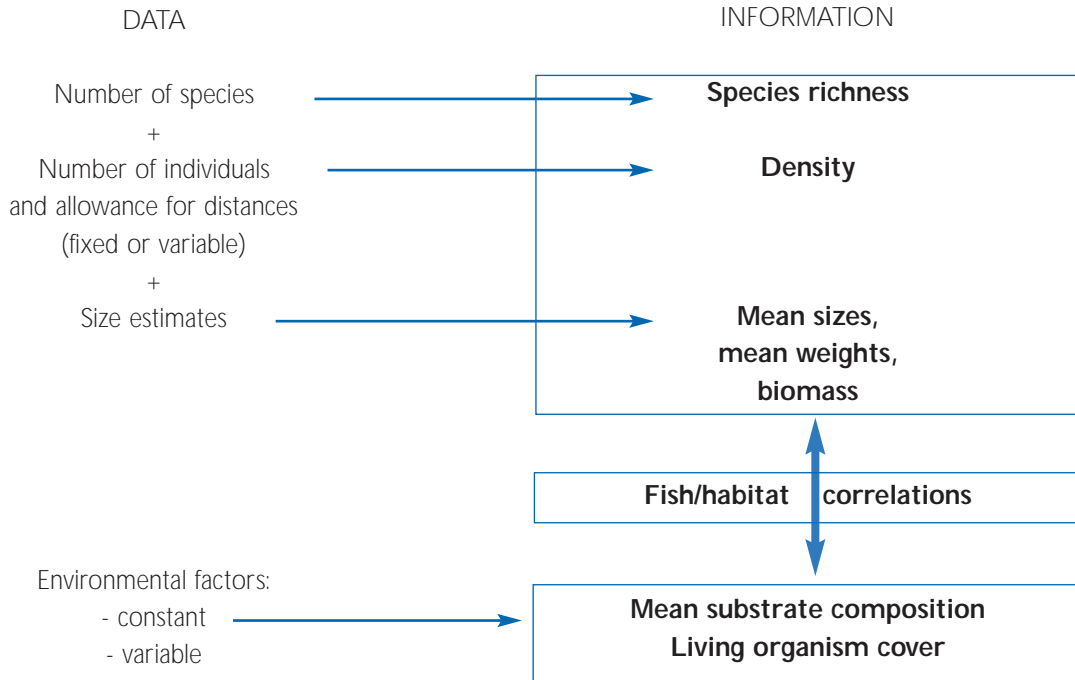 DATA
INFORMATION
Number of species
Species richness
+
Number of individuals
Density
and allowance for distances
(fixed or variable)
+
Size estimates
Mean sizes,
mean weights,
biomass
Fish/habitat correlations
Environmental factors:
- constant
- variable
Mean substrate composition
Living organism cover